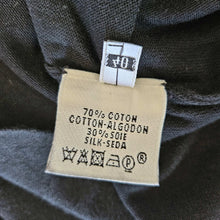 40
70% COTON
COTTON-ALGODON
30% SOIE
SILK-SEDA
P ®